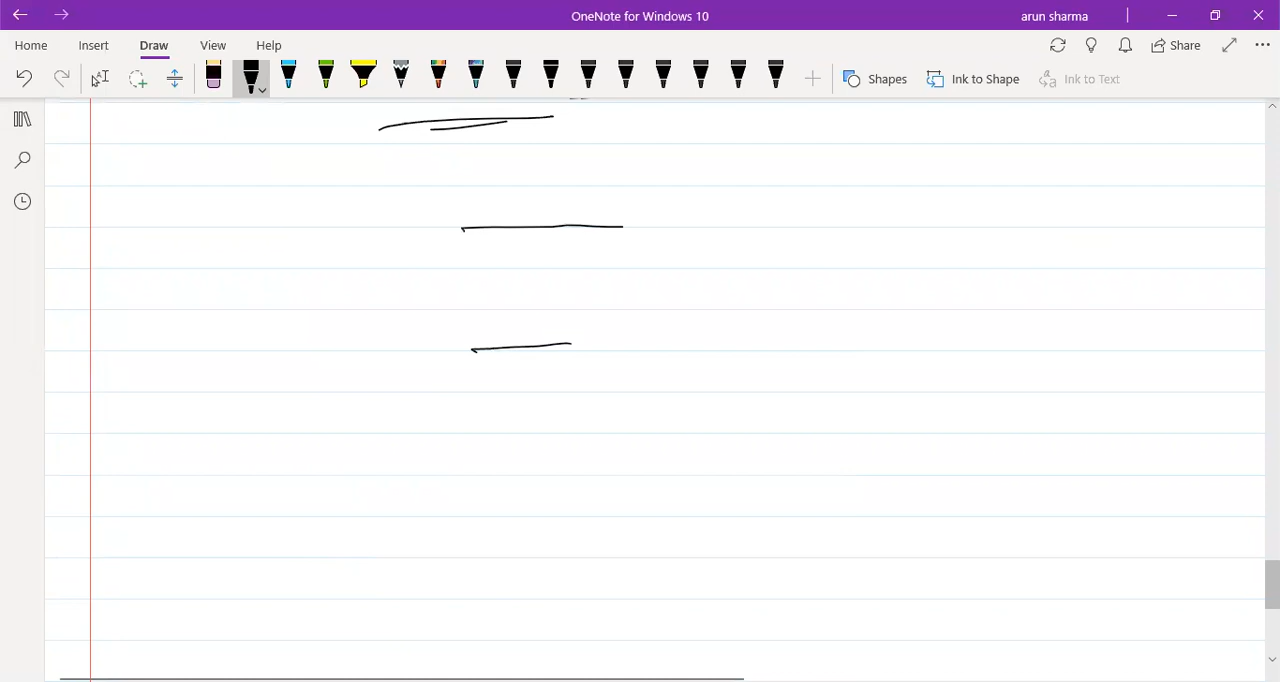 OneNote for Windows 10
arun sharma
Home Insert Draw View Help
Share
Shapes Ink to Shape Ink to Text